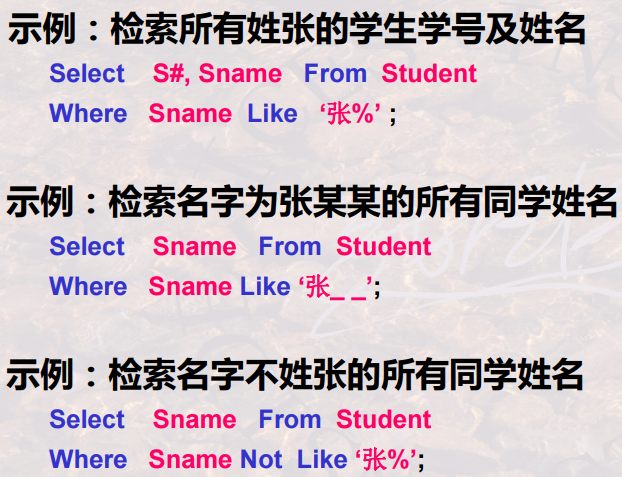 示例：检索所有姓张的学生学号及姓名
Select S#, Sname From Student
Where Sname Like ‘张%’ ;
示例：检索名字为张某某的所有同学姓名
Select Sname From Student
Where Sname Like ‘张_ _’;
示例：检索名字不姓张的所有同学姓名
Select Sname From Student
Where Sname Not Like ‘张%’;